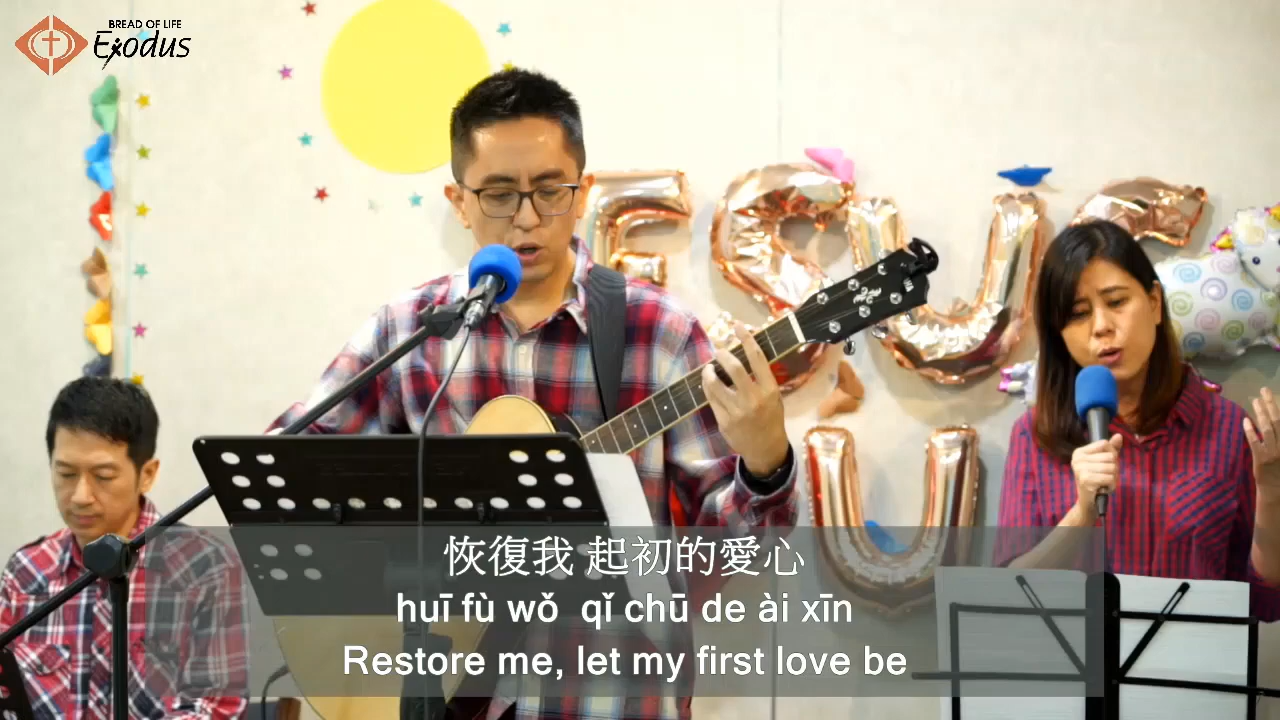 BREAD OF LIFE
Exodus
ESUS
U
恢復我 起初的愛心
huī fù wǒ qǐ chū de ài xīn
Restore me, let my first love be